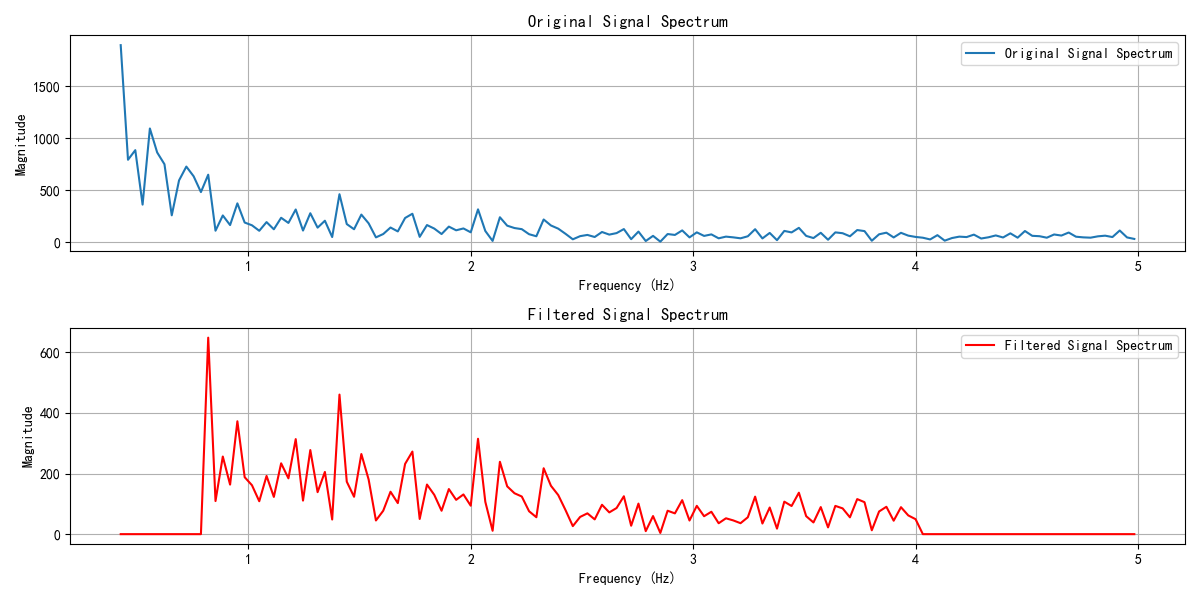 Original Signal Spectrum
Original Signal Spectrum
Magnitude
1500
1000
500
0
1 2 3 4 5
Frequency (Hz)
Filtered Signal Spectrum
Filtered Signal Spectrum
Magnitude
600
400
200
0
1 2 3 4 5
Frequency (Hz)